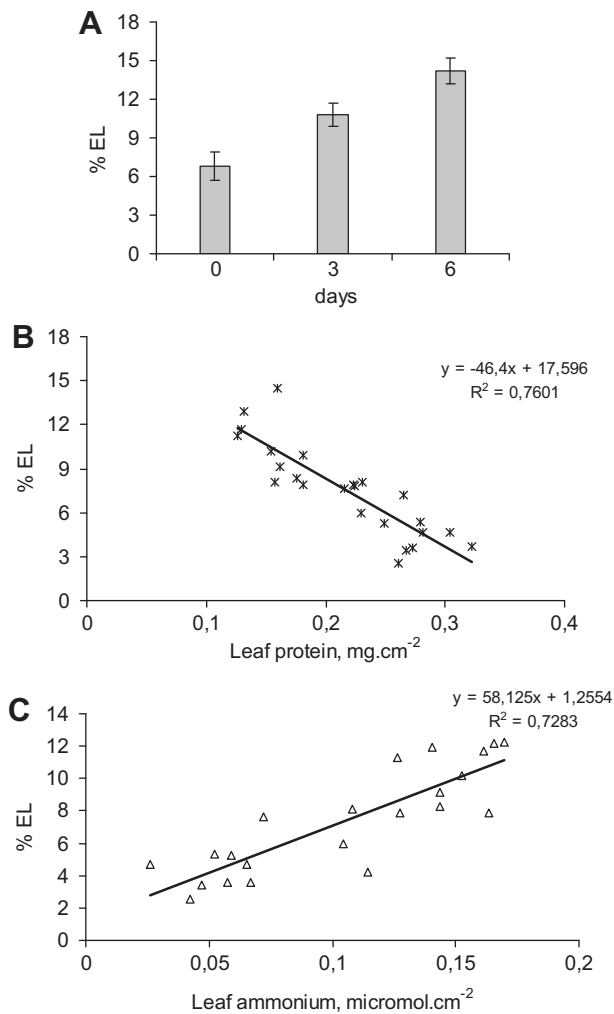 A
18
15
12
9
6
3
0
% EL
0 3 6
days
B
18
15
12
9
6
3
0
% EL
y = -46,4x + 17,596
R² = 0,7601
0 0,1 0,2 0,3 0,4
Leaf protein, mg.cm⁻²
C
14
12
10
8
6
4
2
0
% EL
y = 58,125x + 1,2554
R² = 0,7283
0 0,05 0,1 0,15 0,2
Leaf ammonium, micromol.cm⁻²